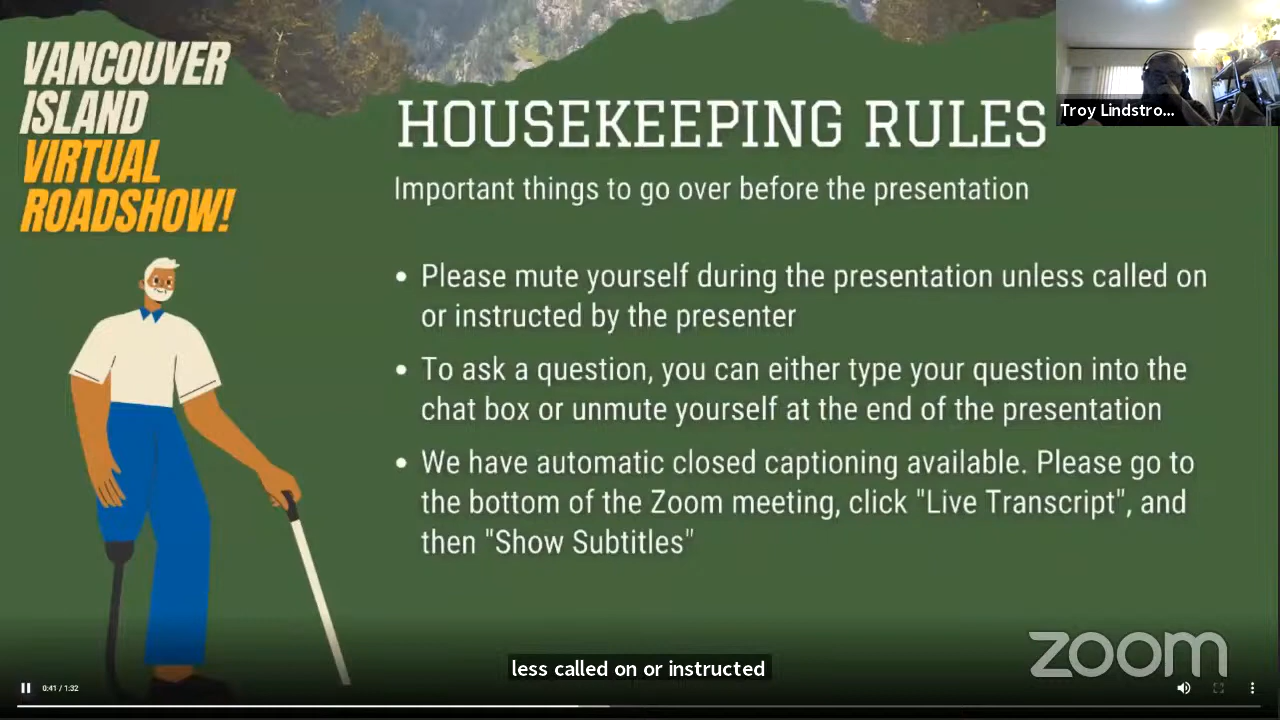 VANCOUVER
ISLAND
VIRTUAL
ROADSHOW!
HOUSEKEEPING RULES
Troy Lindstro...
Important things to go over before the presentation
• Please mute yourself during the presentation unless called on
or instructed by the presenter
• To ask a question, you can either type your question into the
chat box or unmute yourself at the end of the presentation
• We have automatic closed captioning available. Please go to
the bottom of the Zoom meeting, click "Live Transcript", and
then "Show Subtitles"
less called on or instructed
zoom
0:41 / 1:32